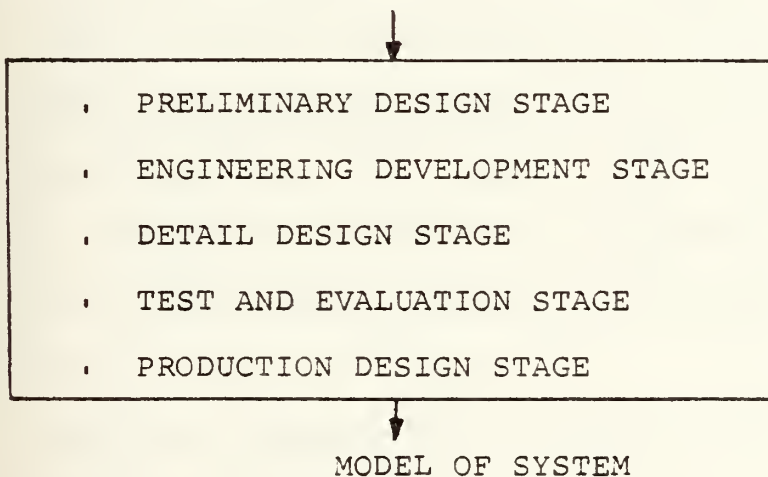 PRELIMINARY DESIGN STAGE
ENGINEERING DEVELOPMENT STAGE
DETAIL DESIGN STAGE
TEST AND EVALUATION STAGE
PRODUCTION DESIGN STAGE
MODEL OF SYSTEM